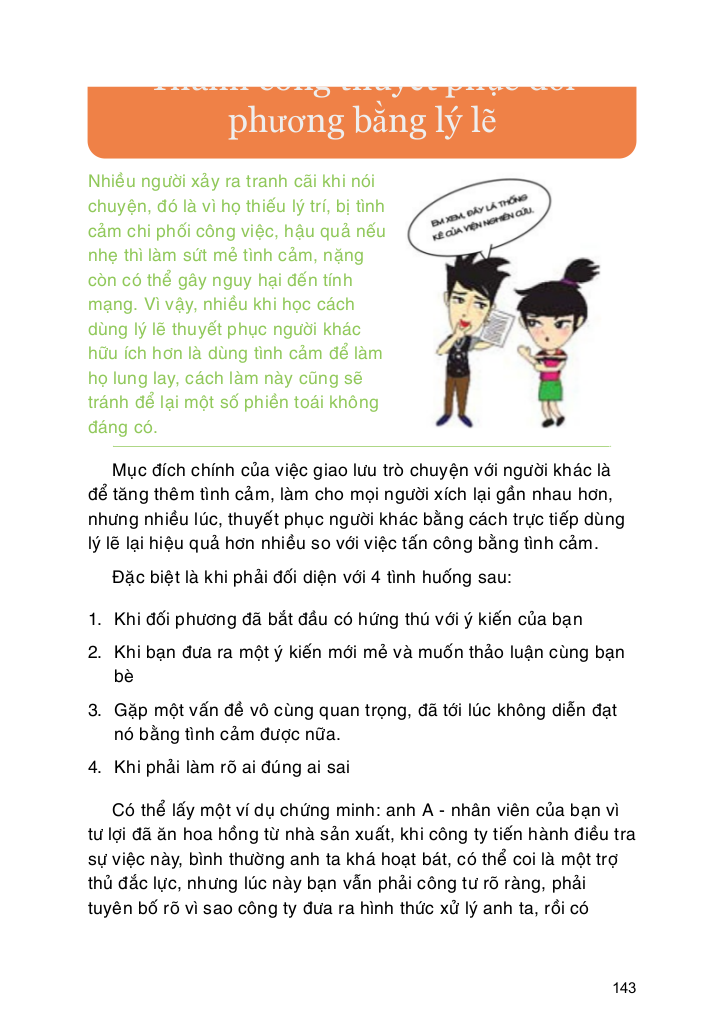 phương bằng lý lẽ
Nhiều người xảy ra tranh cãi khi nói
chuyện, đó là vì họ thiếu lý trí, bị tình
cảm chi phối công việc, hậu quả nếu
nhẹ thì làm sứt mẻ tình cảm, nặng
còn có thể gây nguy hại đến tính
mạng. Vì vậy, nhiều khi học cách
dùng lý lẽ thuyết phục người khác
hữu ích hơn là dùng tình cảm để làm
họ lung lay, cách làm này cũng sẽ
tránh để lại một số phiền toái không
đáng có.
EM XEM, ĐÂY LÀ THỐNG
KÊ CỦA VIỆN NGHIÊN CỨU.
Mục đích chính của việc giao lưu trò chuyện với người khác là
để tăng thêm tình cảm, làm cho mọi người xích lại gần nhau hơn,
nhưng nhiều lúc, thuyết phục người khác bằng cách trực tiếp dùng
lý lẽ lại hiệu quả hơn nhiều so với việc tấn công bằng tình cảm.
Đặc biệt là khi phải đối diện với 4 tình huống sau:
1. Khi đối phương đã bắt đầu có hứng thú với ý kiến của bạn
2. Khi bạn đưa ra một ý kiến mới mẻ và muốn thảo luận cùng bạn
bè
3. Gặp một vấn đề vô cùng quan trọng, đã tới lúc không diễn đạt
nó bằng tình cảm được nữa.
4. Khi phải làm rõ ai đúng ai sai
Có thể lấy một ví dụ chứng minh: anh A - nhân viên của bạn vì
tư lợi đã ăn hoa hồng từ nhà sản xuất, khi công ty tiến hành điều tra
sự việc này, bình thường anh ta khá hoạt bát, có thể coi là một trợ
thủ đắc lực, nhưng lúc này bạn vẫn phải công tư rõ ràng, phải
tuyên bố rõ vì sao công ty đưa ra hình thức xử lý anh ta, rồi có
143